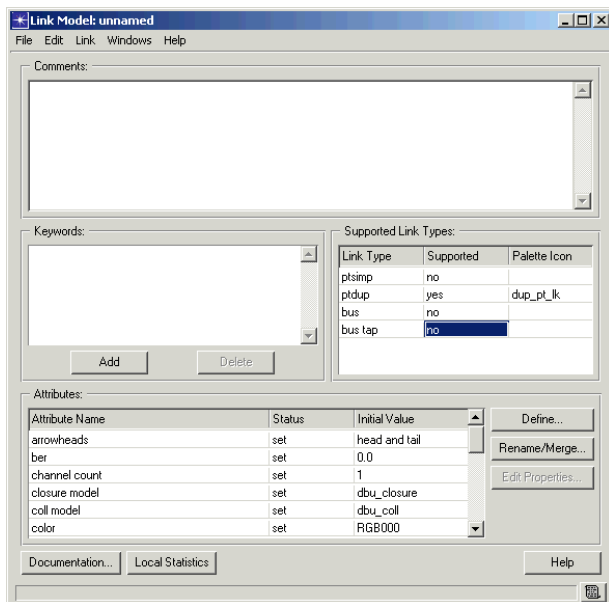 Link Model: unnamed
File Edit Link Windows Help
Comments:
Keywords:
Add Delete
Supported Link Types:
Link Type Supported Palette Icon
ptsimp no
ptdup yes dup_pt_lk
bus no
bus tap no
Attributes:
Attribute Name Status Initial Value
arrowheads set head and tail
ber set 0.0
channel count set 1
closure model set dbu_closure
coll model set dbu_coll
color set RGB000
Define...
Rename/Merge...
Edit Properties...
Documentation... Local Statistics Help